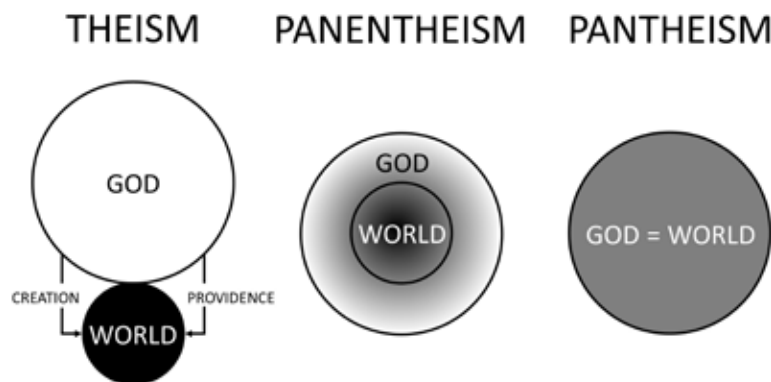 THEISM
PANENTHEISM
PANTHEISM
GOD
CREATION
PROVIDENCE
WORLD
GOD
WORLD
GOD = WORLD